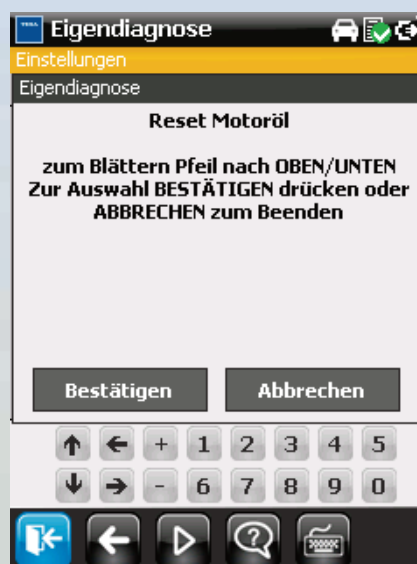 TEXA
Eigendiagnose
Einstellungen
Eigendiagnose
Reset Motoröl
zum Blättern Pfeil nach OBEN/UNTEN
Zur Auswahl BESTÄTIGEN drücken oder
ABBRECHEN zum Beenden
Bestätigen Abbrechen
+ 1 2 3 4 5
- 6 7 8 9 0
?